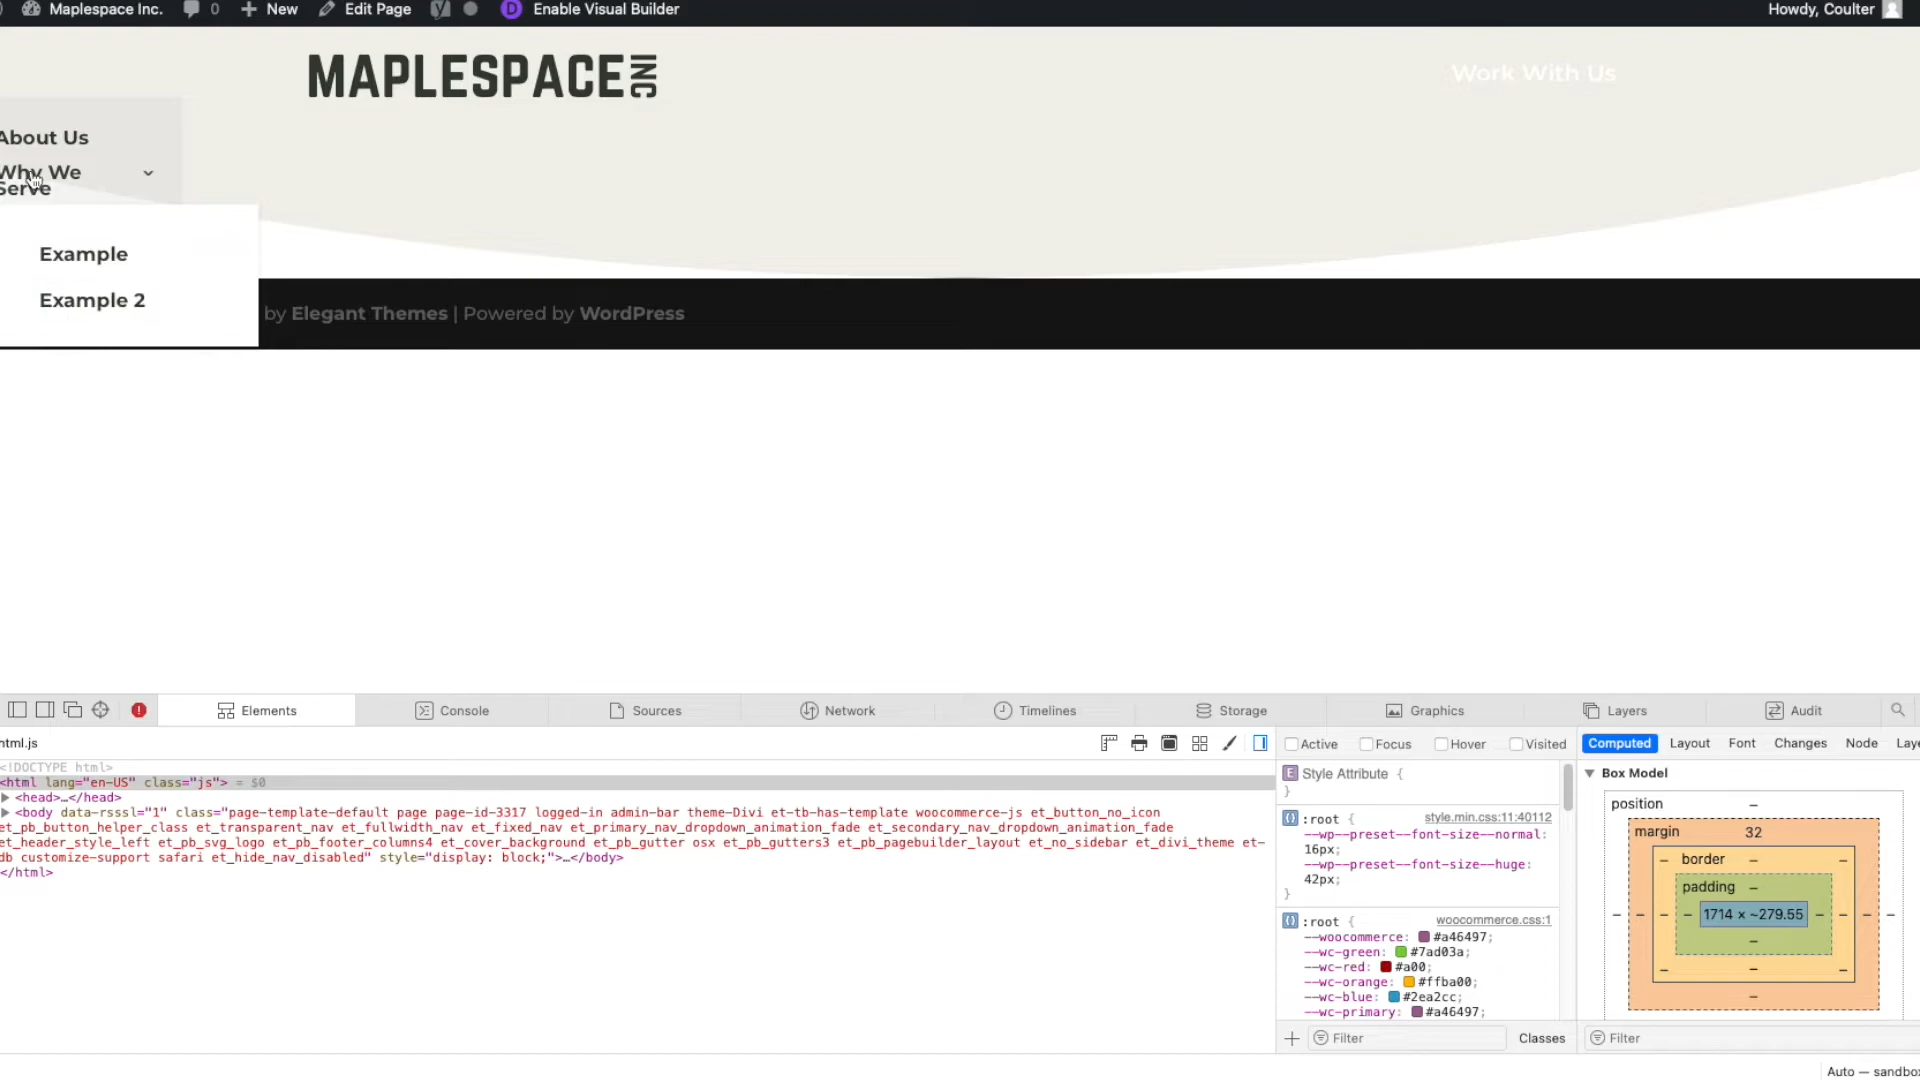 Maplespace Inc. 0 New Edit Page Enable Visual Builder Howdy, Coulter
MAPLESPACE INC
Work With Us
About Us
Why We
Serve
Example
Example 2
by Elegant Themes | Powered by WordPress
Elements Console Sources Network Timelines Storage Graphics Layers Audit
html.js
Active Focus Hover Visited
Computed Layout Font Changes Node Laye
<!DOCTYPE html>
<html lang="en-US" class="js"> = $0
<head>…</head>
<body data-rsssl="1" class="page-template-default page page-id-3317 logged-in admin-bar theme-Divi et-tb-has-template woocommerce-js et_button_no_icon
et_pb_button_helper_class et_transparent_nav et_fullwidth_nav et_fixed_nav et_primary_nav_dropdown_animation_fade et_secondary_nav_dropdown_animation_fade
et_header_style_left et_pb_svg_logo et_pb_footer_columns4 et_cover_background et_pb_gutter osx et_pb_gutters3 et_pb_pagebuilder_layout et_no_sidebar et_divi_theme et-
db customize-support safari et_hide_nav_disabled" style="display: block;">…</body>
</html>
E Style Attribute {
}
:root { style.min.css:11:40112
--wp--preset--font-size--normal:
16px;
--wp--preset--font-size--huge:
42px;
}
:root { woocommerce.css:1
--woocommerce: #a46497;
--wc-green: #7ad03a;
--wc-red: #a00;
--wc-orange: #ffba00;
--wc-blue: #2ea2cc;
--wc-primary: #a46497;
Filter Classes
Box Model
position –
margin 32
– border – –
padding –
– – – – 1714 × ~279.55 – – – –
–
– – –
–
Filter
Auto — sandbox